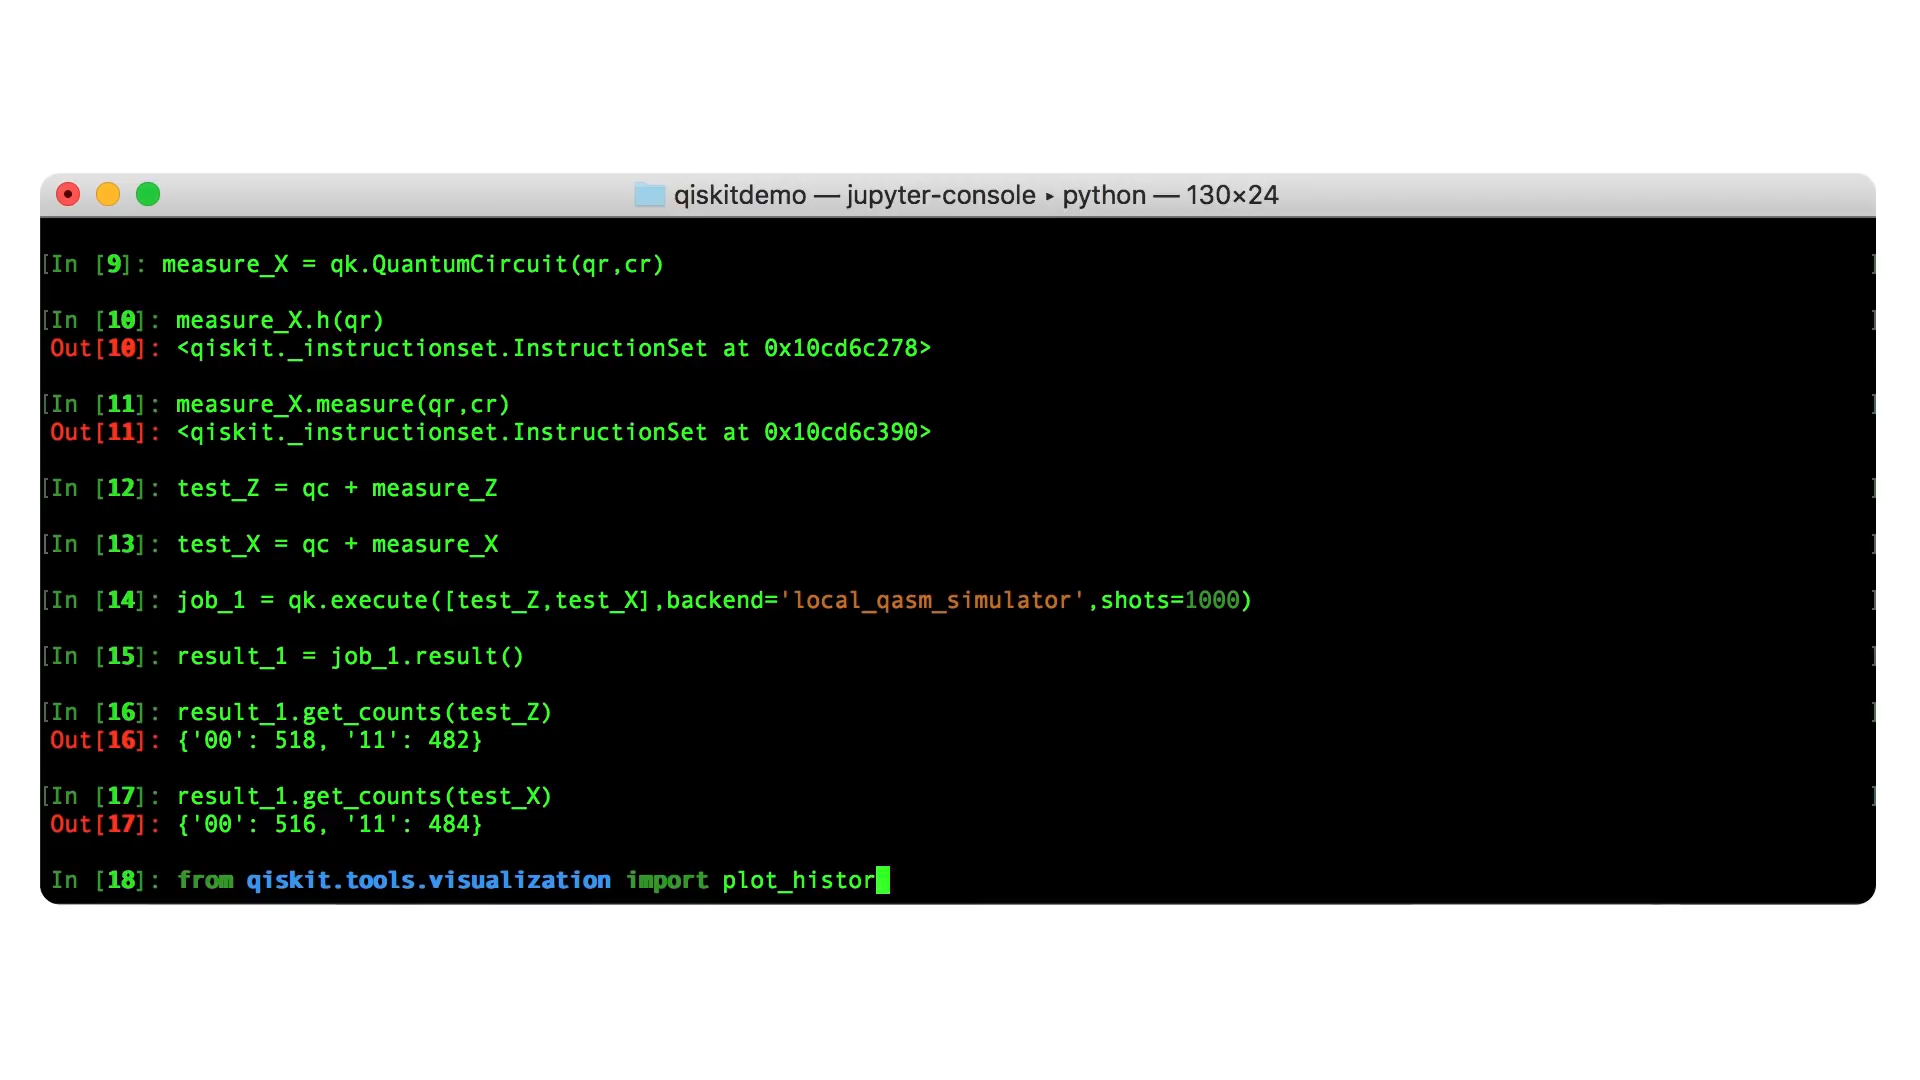 qiskitdemo — jupyter-console ▸ python — 130×24
[In [9]: measure_X = qk.QuantumCircuit(qr,cr) ]
[In [10]: measure_X.h(qr) ]
Out[10]: <qiskit._instructionset.InstructionSet at 0x10cd6c278>
[In [11]: measure_X.measure(qr,cr) ]
Out[11]: <qiskit._instructionset.InstructionSet at 0x10cd6c390>
[In [12]: test_Z = qc + measure_Z ]
[In [13]: test_X = qc + measure_X ]
[In [14]: job_1 = qk.execute([test_Z,test_X],backend='local_qasm_simulator',shots=1000) ]
[In [15]: result_1 = job_1.result() ]
[In [16]: result_1.get_counts(test_Z) ]
Out[16]: {'00': 518, '11': 482}
[In [17]: result_1.get_counts(test_X) ]
Out[17]: {'00': 516, '11': 484}
In [18]: from qiskit.tools.visualization import plot_histor